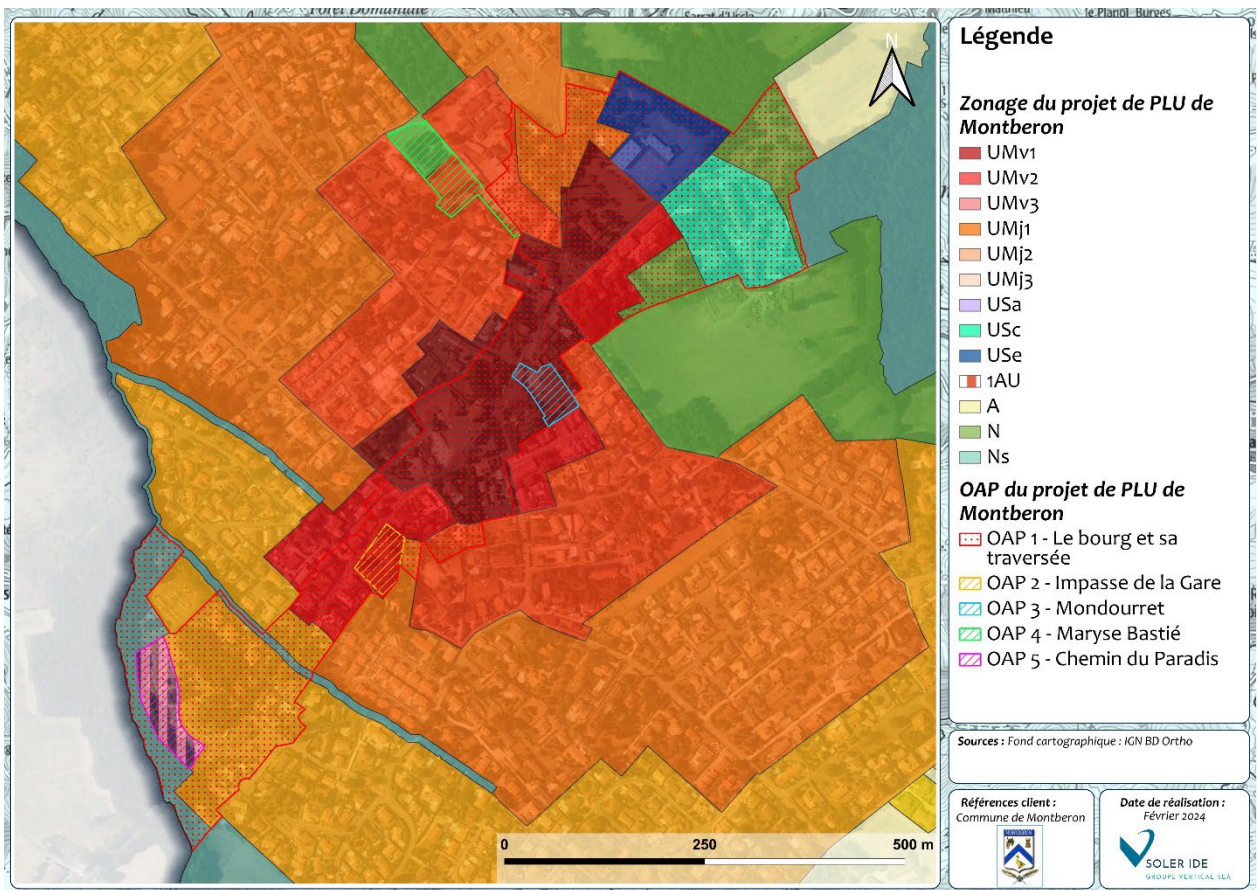 Forêt Domaniale
N
Légende
Zonage du projet de PLU de
Montberon
UMv1
UMv2
UMv3
UMj1
UMj2
UMj3
USa
USc
USe
1AU
A
N
Ns
OAP du projet de PLU de
Montberon
OAP 1 - Le bourg et sa
traversée
OAP 2 - Impasse de la Gare
OAP 3 - Mondourret
OAP 4 - Maryse Bastié
OAP 5 - Chemin du Paradis
Sources : Fond cartographique : IGN BD Ortho
Références client :
Commune de Montberon
MONTBERON
Date de réalisation :
Février 2024
SOLER IDE
GROUPE VERTICAL SEA
0 250 500 m